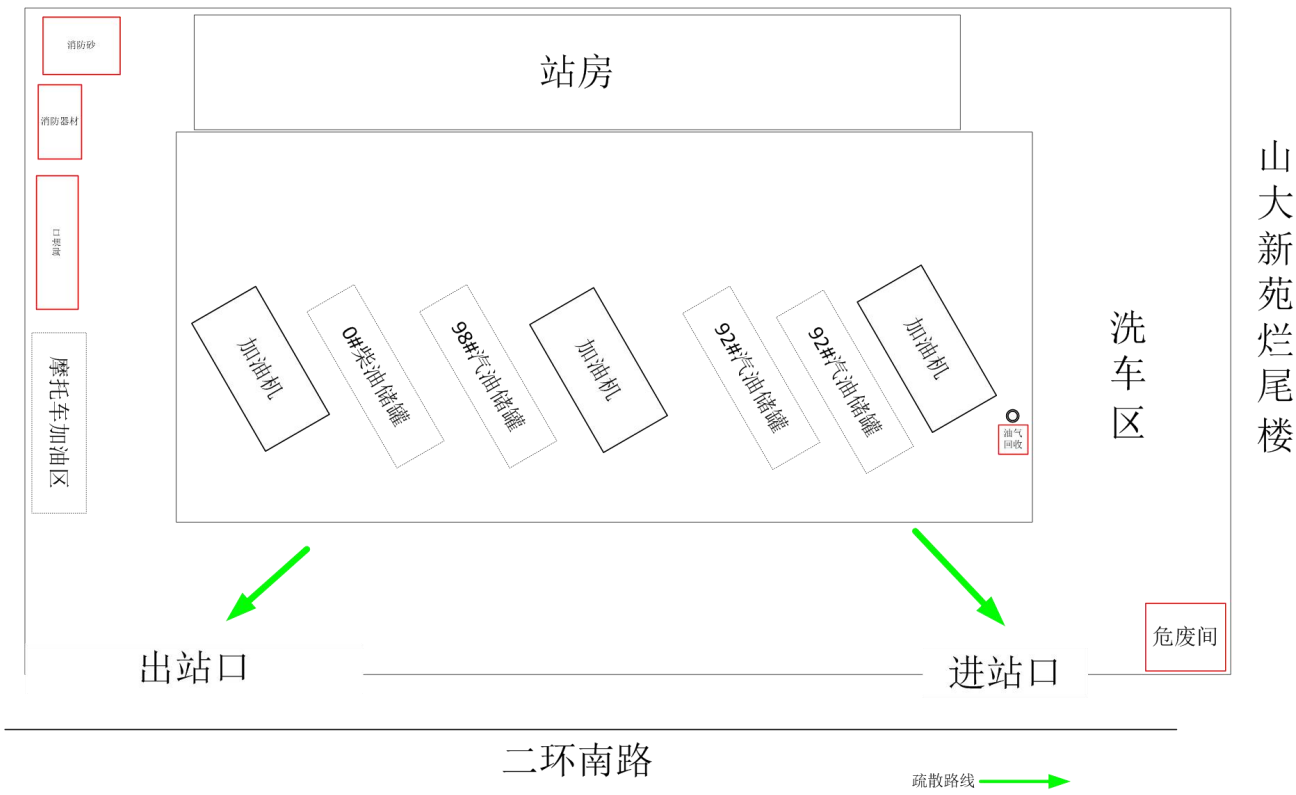 消防砂
站房
消防器材
卸油口
摩托车加油区
加油机
0#柴油储罐
98#汽油储罐
加油机
92#汽油储罐
92#汽油储罐
加油机
油气
回收
洗车区
山大新苑烂尾楼
危废间
出站口
进站口
二环南路
疏散路线